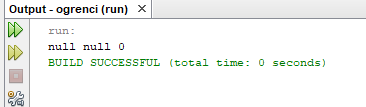 Output - ogrenci (run) ×
run:
null null 0
BUILD SUCCESSFUL (total time: 0 seconds)